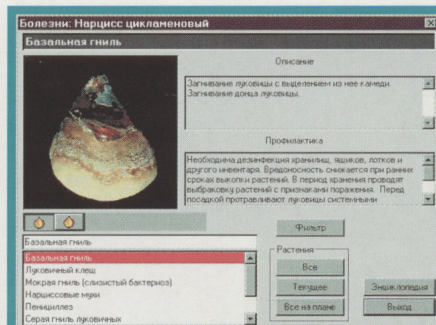 Болезни: Нарцисс цикламеновый
Базальная гниль
Описание
Загнивание луковицы с выделением из нее камеди.
Загнивание донца луковицы.
Профилактика
Необходима дезинфекция хранилищ, ящиков, лотков и
другого инвентаря. Вредоносность снижается при ранних
сроках выкопки растений. В период хранения проводят
выбраковку растений с признаками поражения. Перед
посадкой протравливают луковицы системными
Фильтр
Базальная гниль
Базальная гниль
Луковичный клещ
Мокрая гниль (слизистый бактериоз)
Нарциссовые мухи
Пенициллез
Серая гниль луковичных
Растения
Все
Текущее
Все на плане
Энциклопедия
Выход